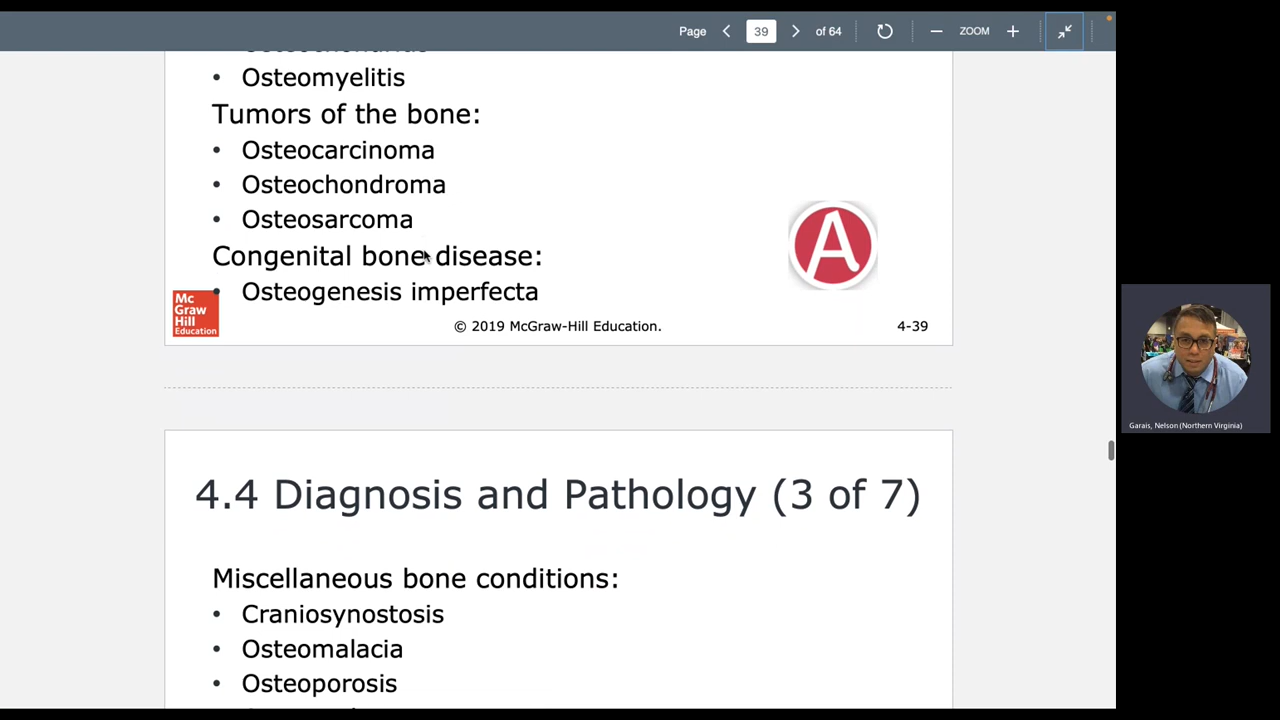 Page 39 of 64 ZOOM
• Osteomyelitis
Tumors of the bone:
• Osteocarcinoma
• Osteochondroma
• Osteosarcoma
Congenital bone disease:
• Osteogenesis imperfecta
Mc
Graw
Hill
Education
© 2019 McGraw-Hill Education.
4-39
A
Garais, Nelson (Northern Virginia)
4.4 Diagnosis and Pathology (3 of 7)
Miscellaneous bone conditions:
• Craniosynostosis
• Osteomalacia
• Osteoporosis